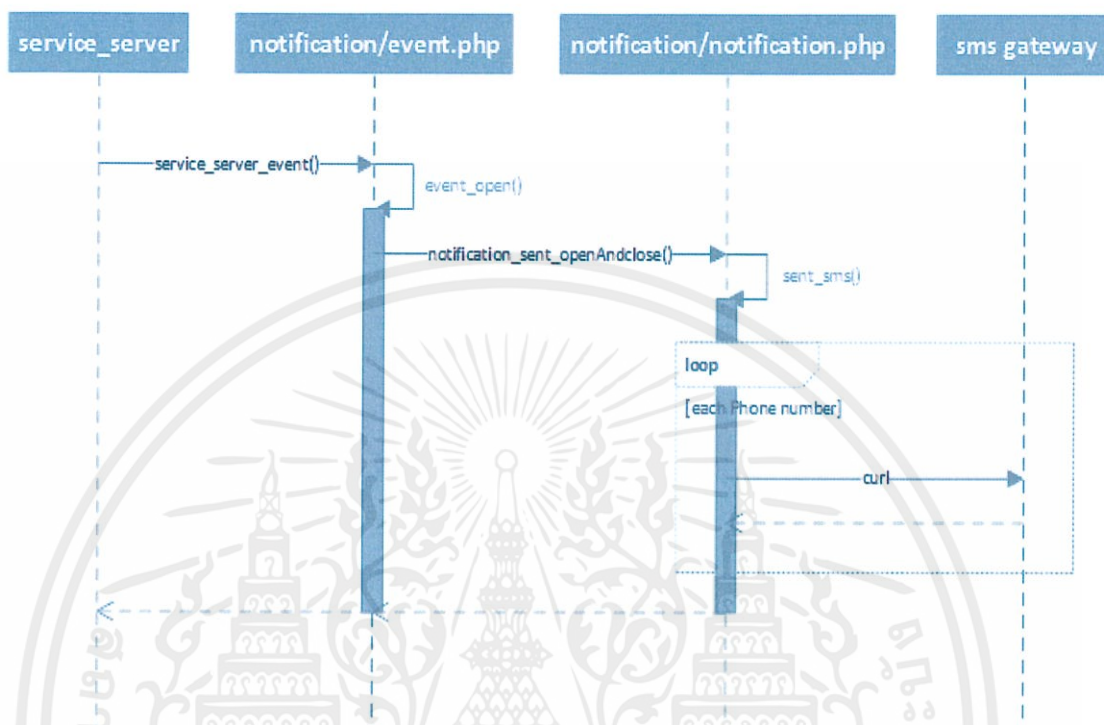 service_server
notification/event.php
notification/notification.php
sms gateway
service_server_event()
event_open()
notification_sent_openAndclose()
sent_sms()
loop
[each Phone number]
curl